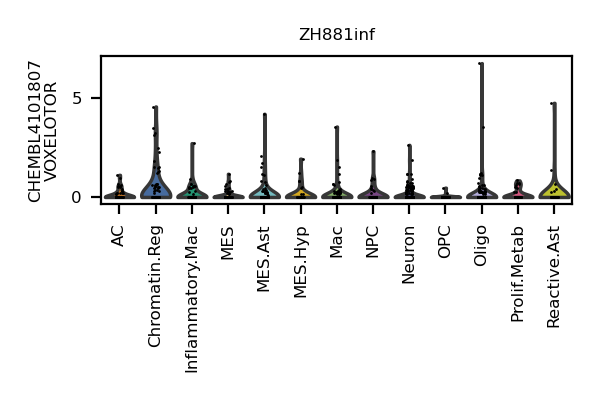 ZH881inf
CHEMBL4101807
VOXELOTOR
5
0
AC
Chromatin.Reg
Inflammatory.Mac
MES
MES.Ast
MES.Hyp
Mac
NPC
Neuron
OPC
Oligo
Prolif.Metab
Reactive.Ast